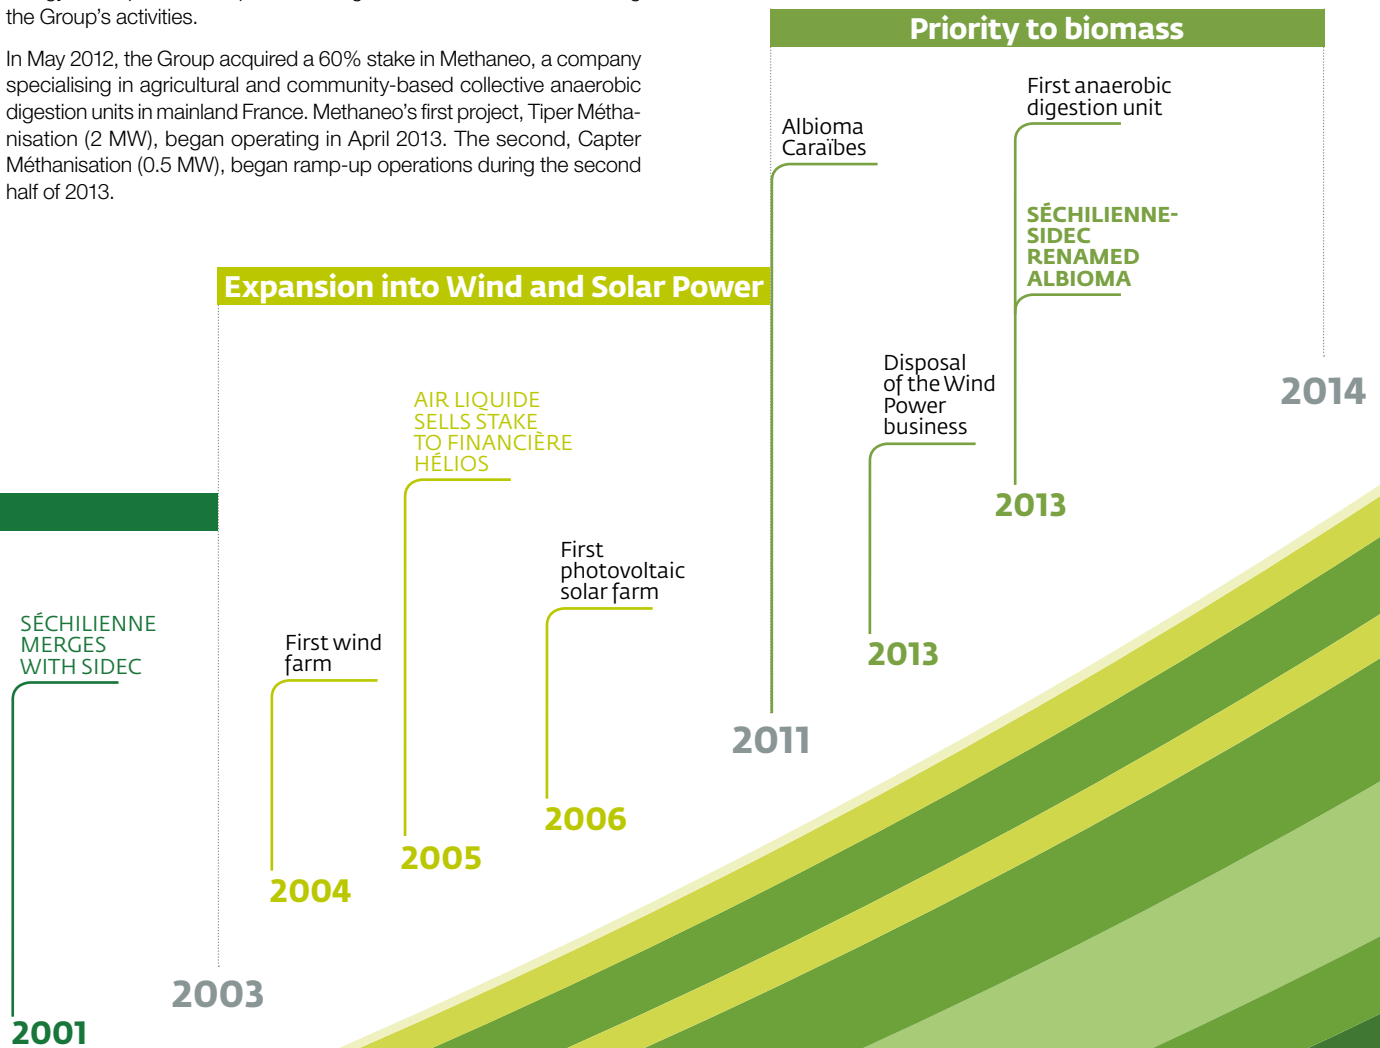 the Group's activities.
In May 2012, the Group acquired a 60% stake in Methaneo, a company
specialising in agricultural and community-based collective anaerobic
digestion units in mainland France. Methaneo's first project, Tiper Métha-
nisation (2 MW), began operating in April 2013. The second, Capter
Méthanisation (0.5 MW), began ramp-up operations during the second
half of 2013.
Priority to biomass
First anaerobic
digestion unit
Albioma
Caraïbes
SÉCHILIENNE-
SIDEC
RENAMED
ALBIOMA
Expansion into Wind and Solar Power
Disposal
of the Wind
Power
business
2014
AIR LIQUIDE
SELLS STAKE
TO FINANCIÈRE
HÉLIOS
2013
First
photovoltaic
solar farm
SÉCHILIENNE
MERGES
WITH SIDEC
First wind
farm
2013
2011
2006
2005
2004
2003
2001